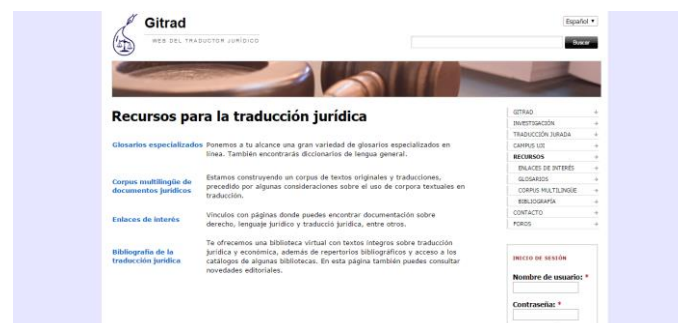 Gitrad
WEB DEL TRADUCTOR JURÍDICO
Español
Buscar
Recursos para la traducción jurídica
Glosarios especializados
Ponemos a tu alcance una gran variedad de glosarios especializados en
línea. También encontrarás diccionarios de lengua general.
Corpus multilingüe de
documentos jurídicos
Estamos construyendo un corpus de textos originales y traducciones,
precedido por algunas consideraciones sobre el uso de corpora textuales en
traducción.
Enlaces de interés
Vínculos con páginas donde puedes encontrar documentación sobre
derecho, lenguaje jurídico y traducció jurídica, entre otros.
Bibliografía de la
traducción jurídica
Te ofrecemos una biblioteca virtual con textos íntegros sobre traducción
jurídica y económica, además de repertorios bibliográficos y acceso a los
catálogos de algunas bibliotecas. En esta página también puedes consultar
novedades editoriales.
GITRAD
INVESTIGACIÓN
TRADUCCIÓN JURADA
CAMPUS UJI
RECURSOS
ENLACES DE INTERÉS
GLOSARIOS
CORPUS MULTILINGÜE
BIBLIOGRAFÍA
CONTACTO
FOROS
INICIO DE SESIÓN
Nombre de usuario: *
Contraseña: *